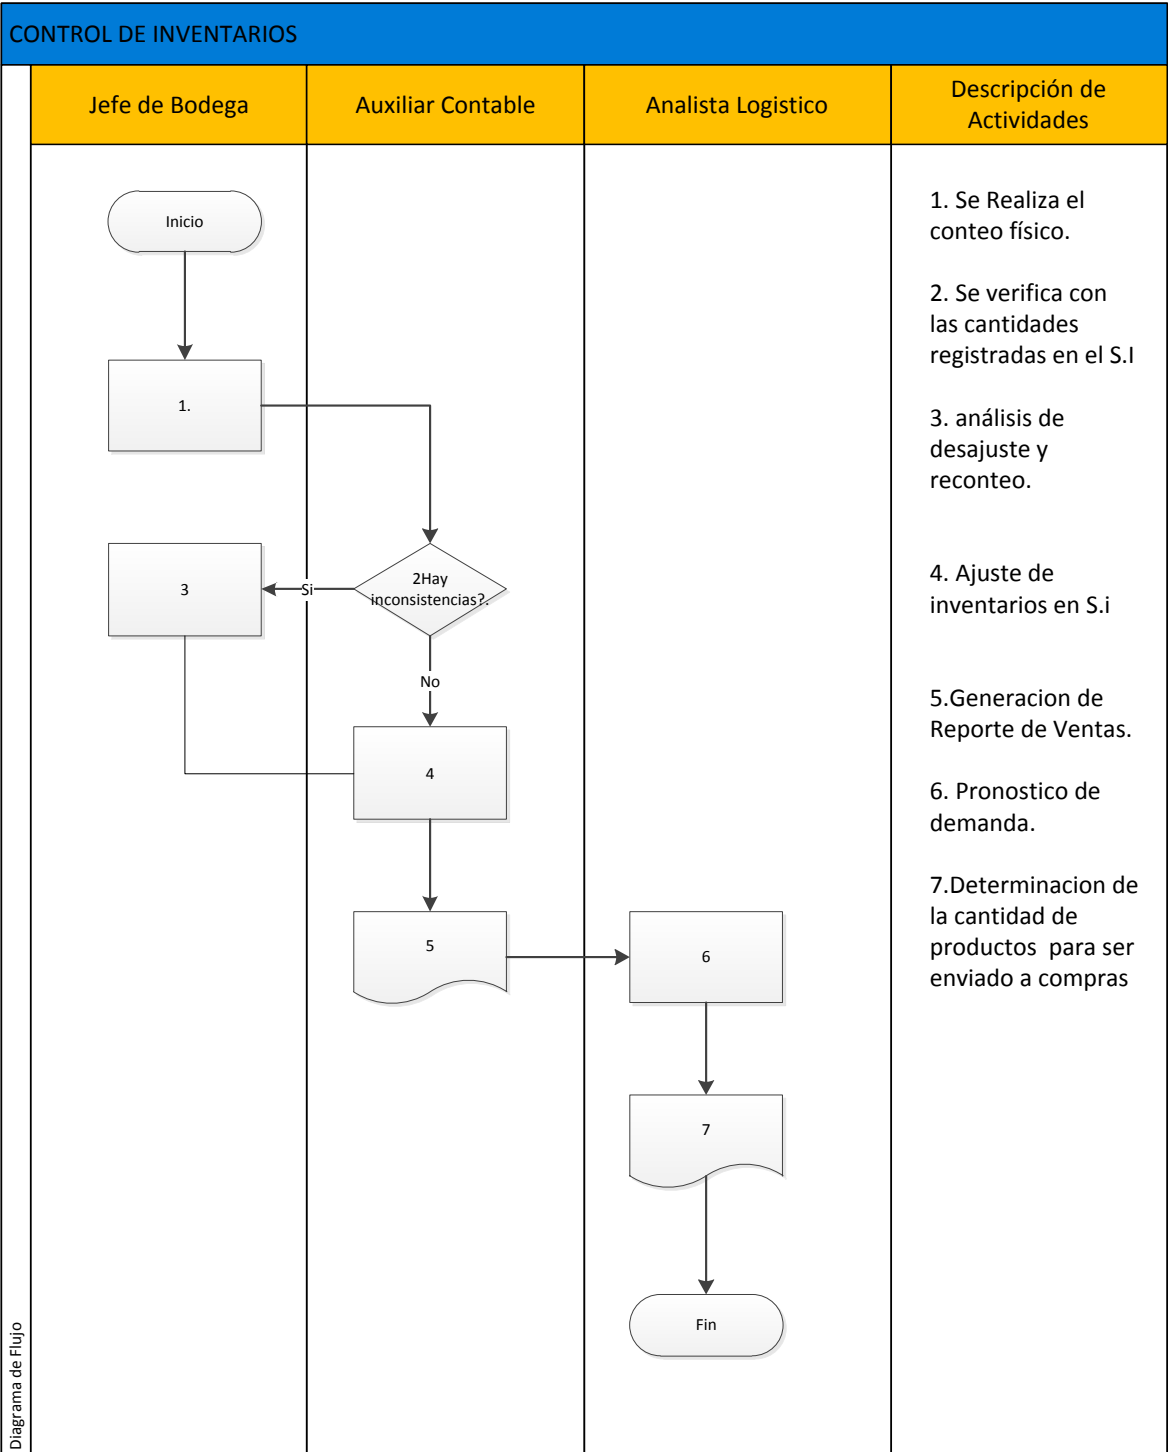 CONTROL DE INVENTARIOS
Jefe de Bodega
Auxiliar Contable
Analista Logistico
Descripción de
Actividades
Inicio
1.
3
Si
2Hay
inconsistencias?.
No
4
5
6
7
Fin
1. Se Realiza el
conteo físico.
2. Se verifica con
las cantidades
registradas en el S.I
3. análisis de
desajuste y
reconteo.
4. Ajuste de
inventarios en S.i
5.Generacion de
Reporte de Ventas.
6. Pronostico de
demanda.
7.Determinacion de
la cantidad de
productos  para ser
enviado a compras
Diagrama de Flujo